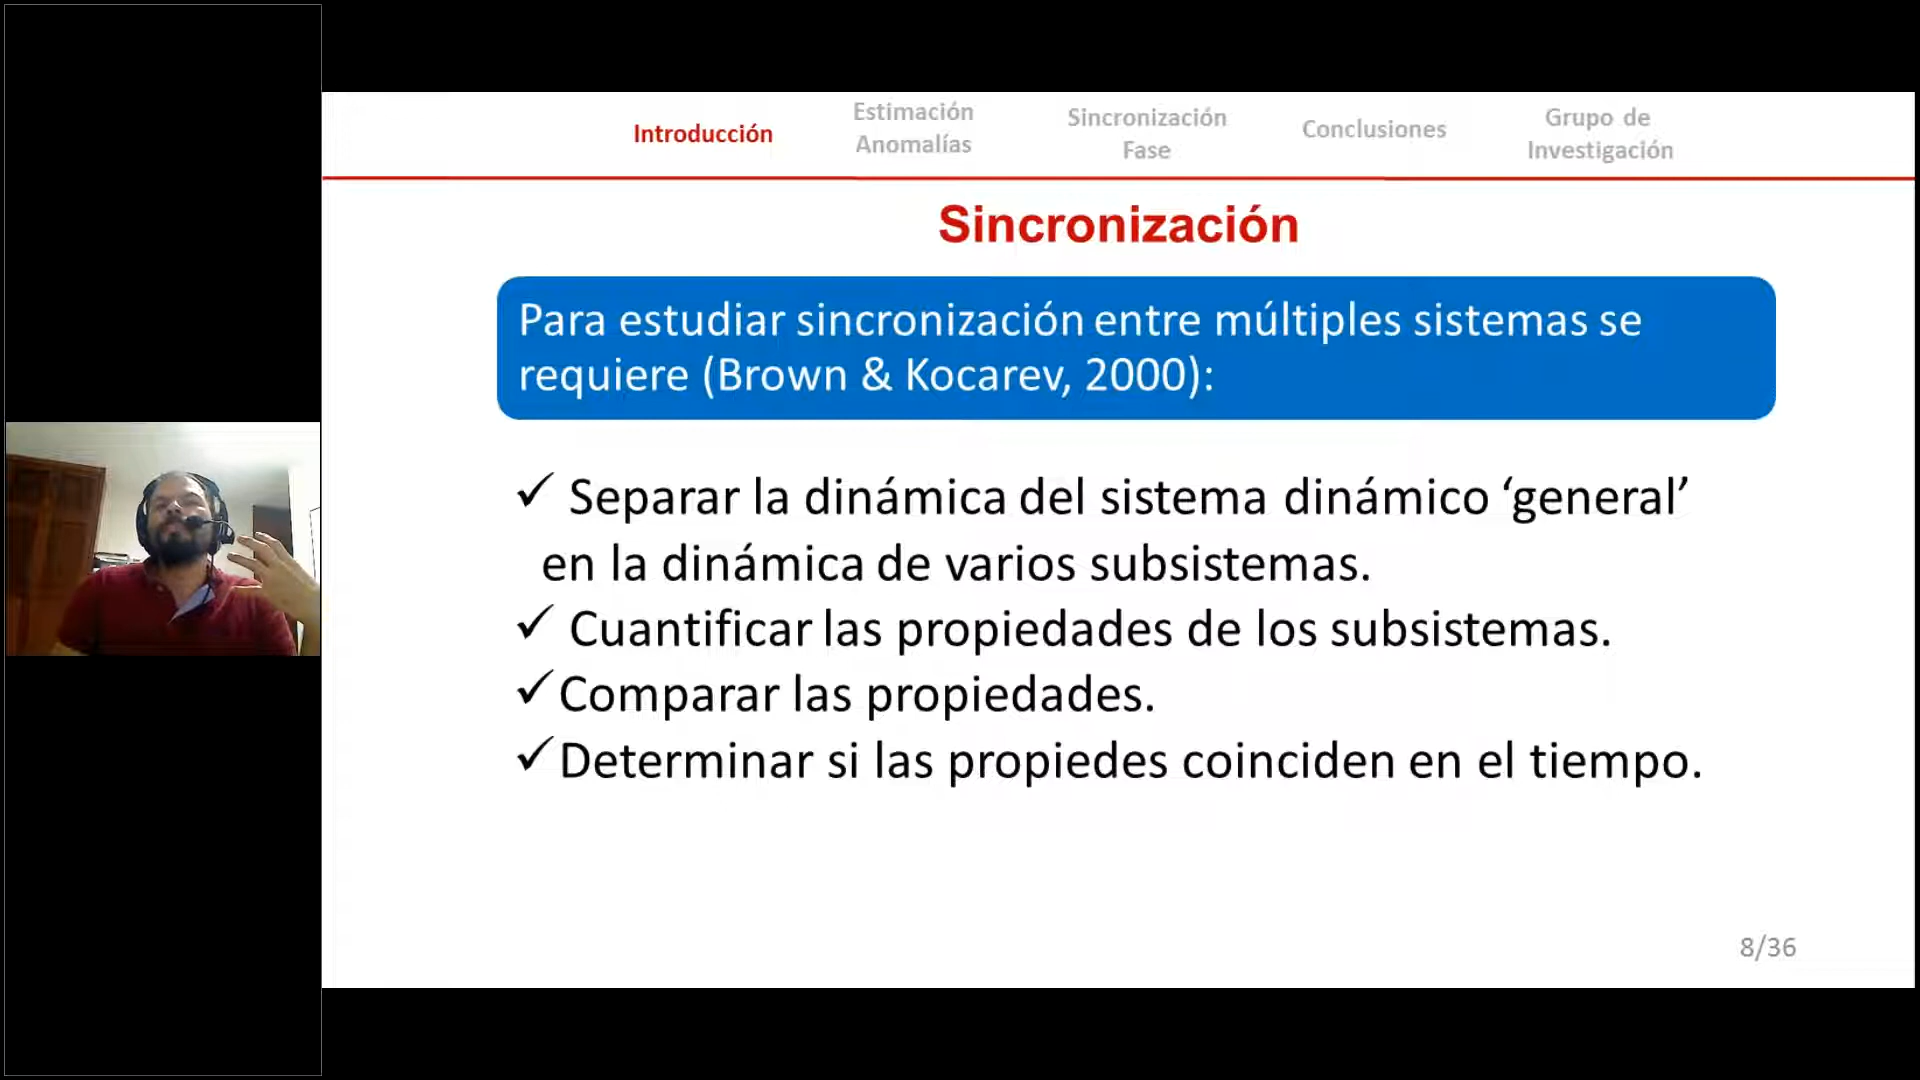 Introducción
Estimación
Anomalías
Sincronización
Fase
Conclusiones
Grupo de
Investigación
Sincronización
Para estudiar sincronización entre múltiples sistemas se
requiere (Brown & Kocarev, 2000):
✓ Separar la dinámica del sistema dinámico ‘general’
en la dinámica de varios subsistemas.
✓ Cuantificar las propiedades de los subsistemas.
✓ Comparar las propiedades.
✓ Determinar si las propiedes coinciden en el tiempo.
8/36